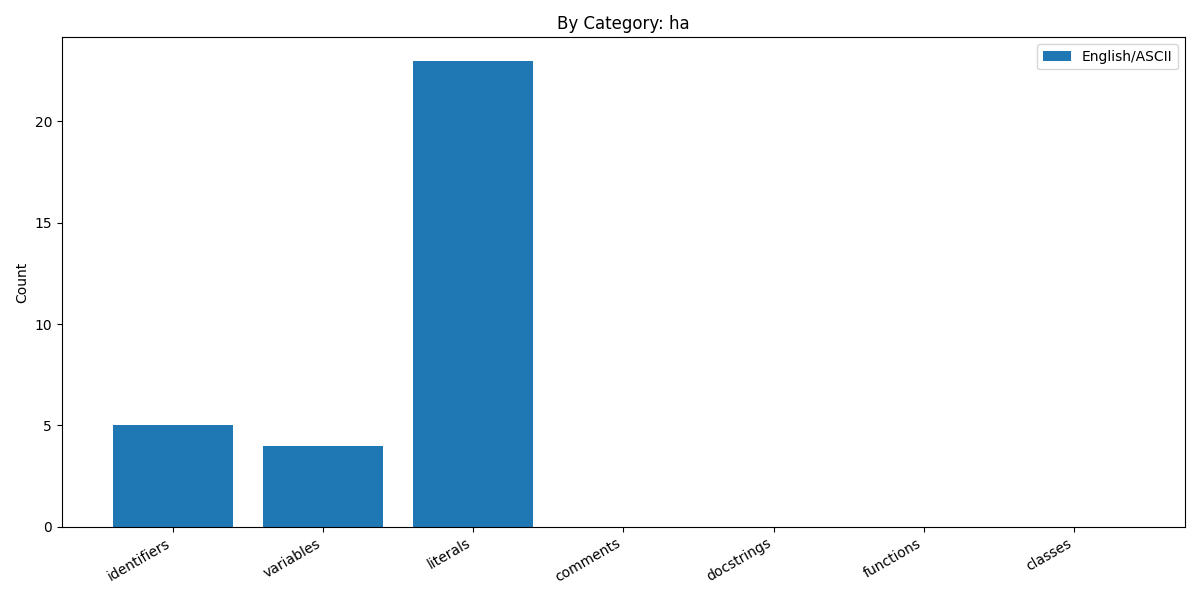 By Category: ha
English/ASCII
Count
20
15
10
5
0
identifiers
variables
literals
comments
docstrings
functions
classes